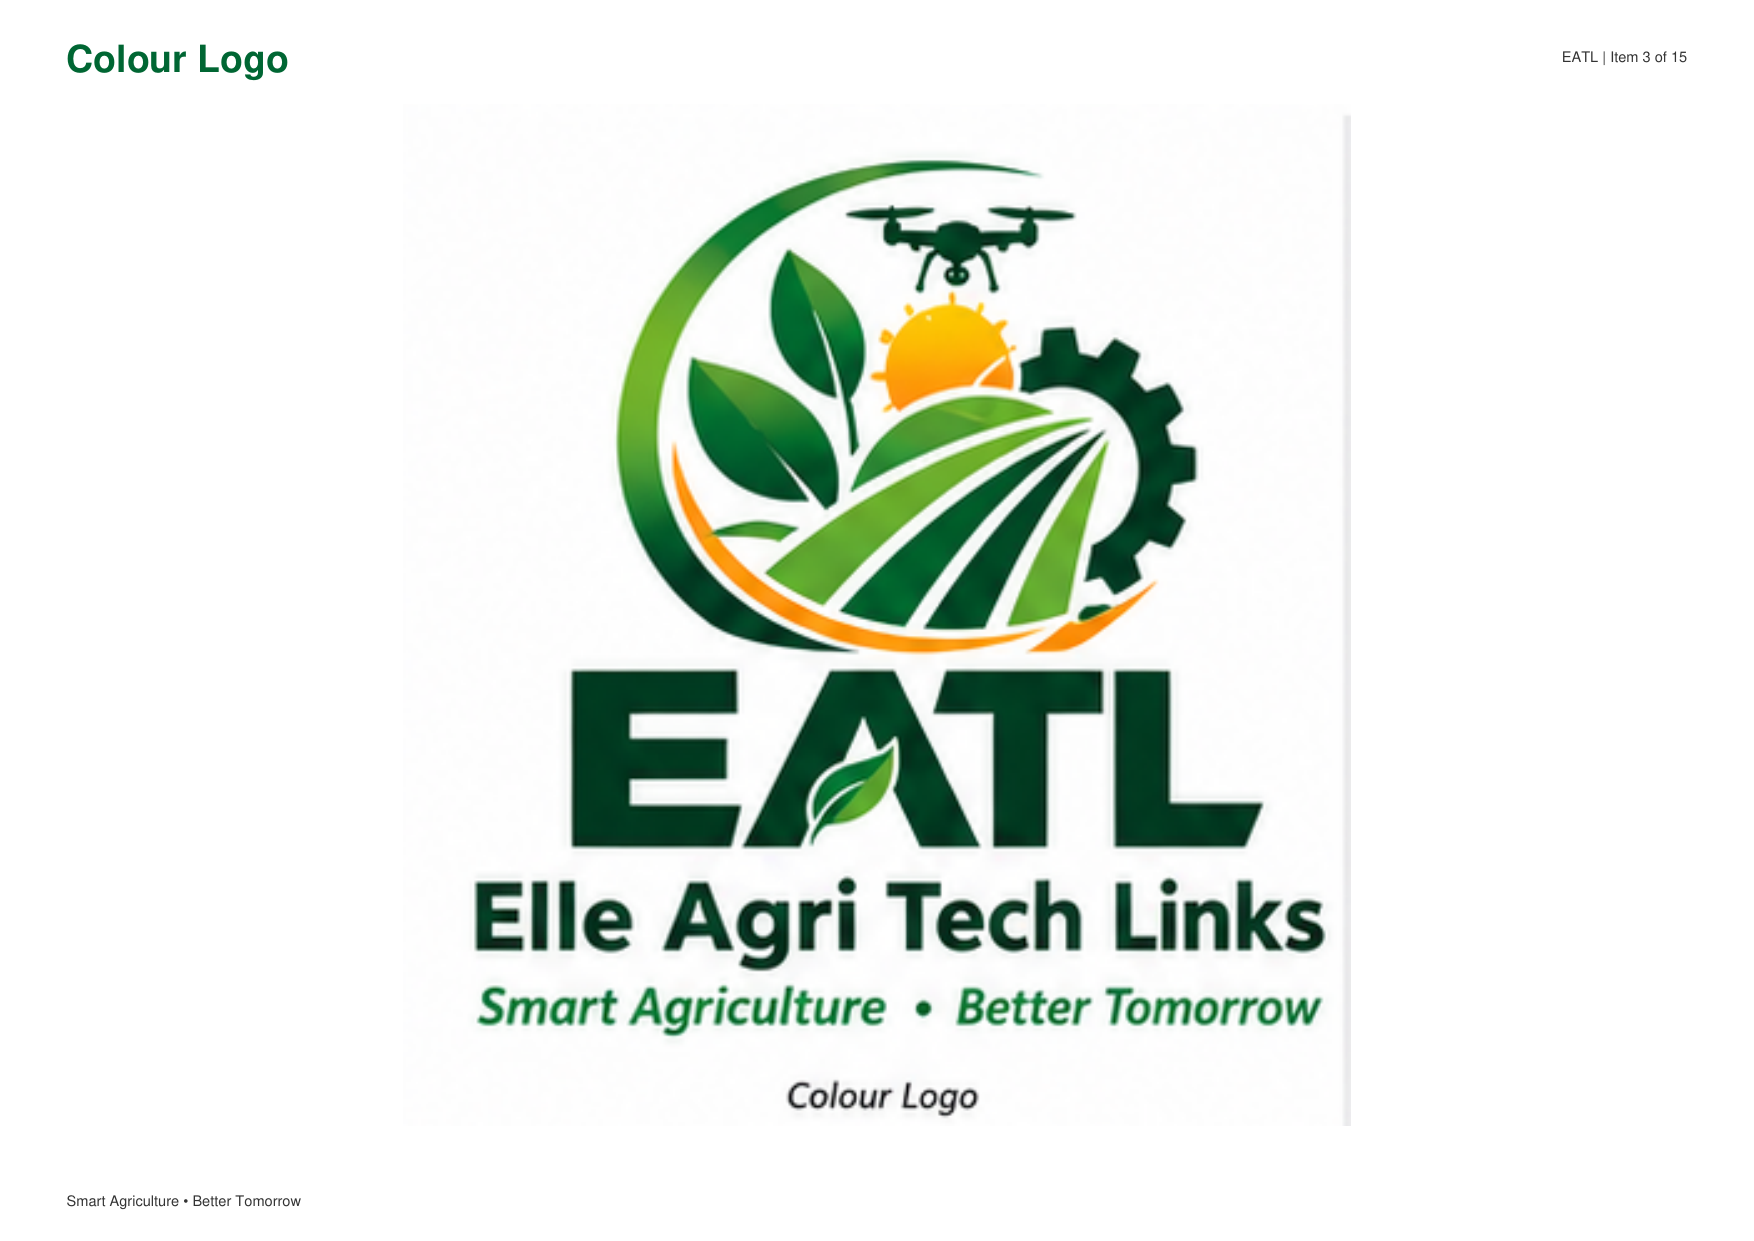 Colour Logo
EATL | Item 3 of 15
EATL
Elle Agri Tech Links
Smart Agriculture • Better Tomorrow
Colour Logo
Smart Agriculture • Better Tomorrow